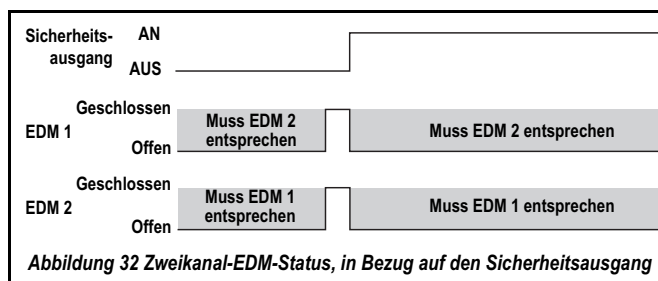 Sicherheits-
ausgang
AN
AUS
EDM 1
Geschlossen
Offen
Muss EDM 2
entsprechen
Muss EDM 2 entsprechen
EDM 2
Geschlossen
Offen
Muss EDM 1
entsprechen
Muss EDM 1 entsprechen
Abbildung 32 Zweikanal-EDM-Status, in Bezug auf den Sicherheitsausgang